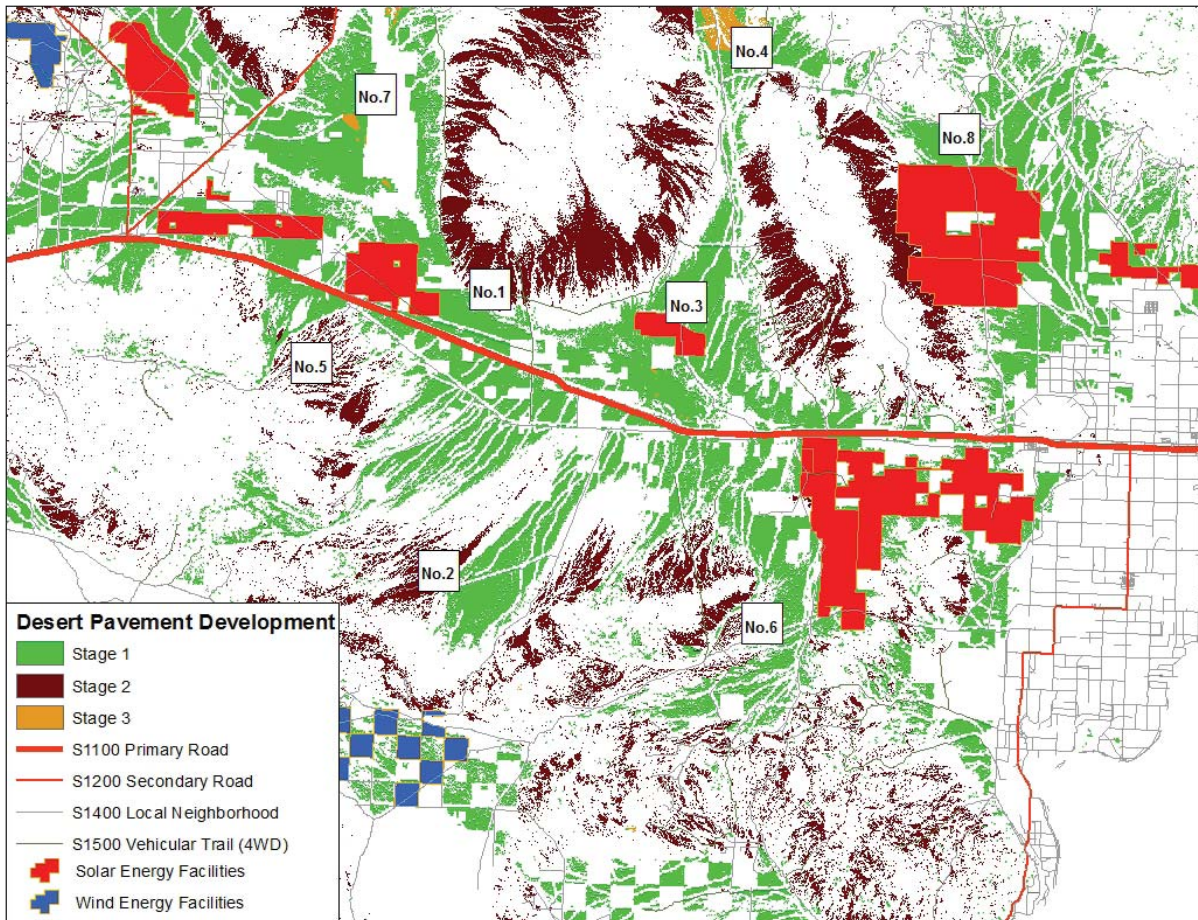 No.4
No.7
No.8
No.1
No.3
No.5
No.2
No.6
Desert Pavement Development
Stage 1
Stage 2
Stage 3
S1100 Primary Road
S1200 Secondary Road
S1400 Local Neighborhood
S1500 Vehicular Trail (4WD)
Solar Energy Facilities
Wind Energy Facilities